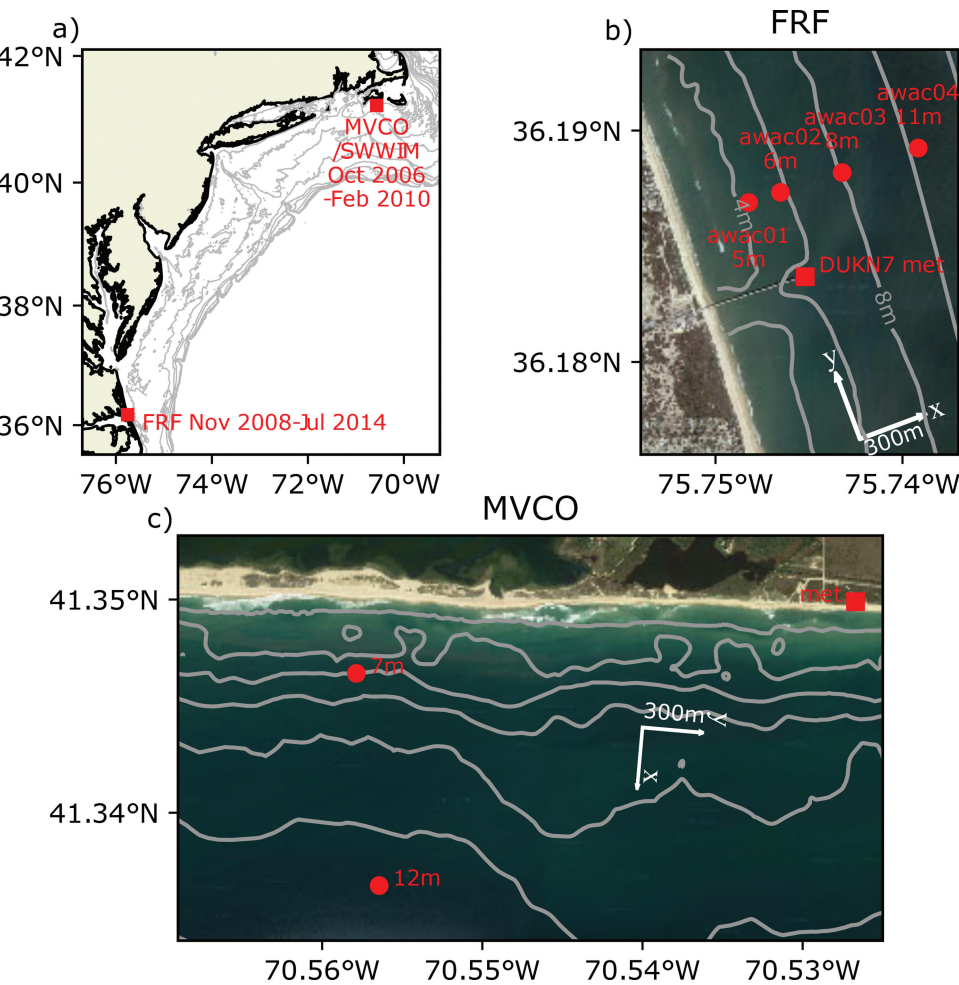 a)
42°N
40°N
38°N
36°N
76°W 74°W 72°W 70°W
MVCO
/SWWIM
Oct 2006
-Feb 2010
FRF Nov 2008-Jul 2014
b)
FRF
36.19°N
36.18°N
75.75°W 75.74°W
awac04
11m
awac03
8m
awac02
6m
4m
awac01
5m
DUKN7 met
8m
y
x
300m
c)
MVCO
41.35°N
41.34°N
70.56°W 70.55°W 70.54°W 70.53°W
met
7m
300m
y
x
12m